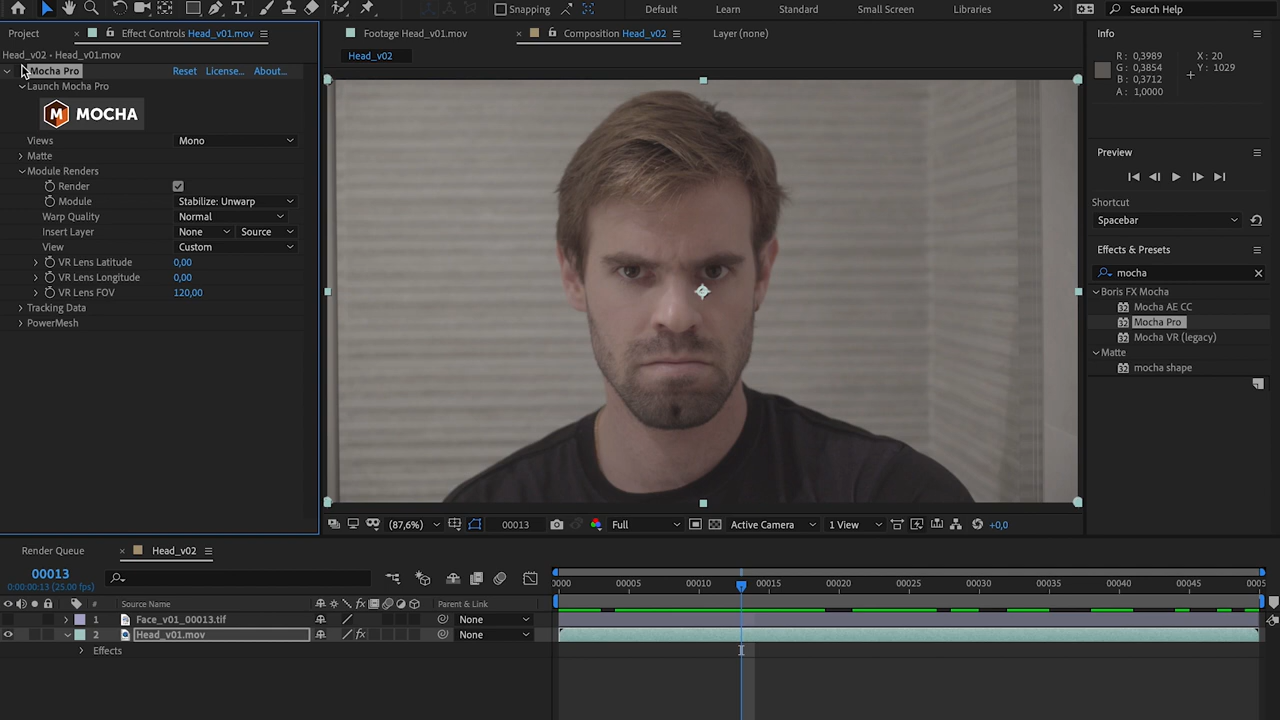 Snapping
Default
Learn
Standard
Small Screen
Libraries
Search Help
Project
Effect Controls Head_v01.mov
Footage Head_v01.mov
Composition Head_v02
Layer (none)
Info
Head_v02 • Head_v01.mov
Head_v02
R : 0,3989
G : 0,3854
B : 0,3712
A : 1,0000
X : 20
Y : 1029
Mocha Pro
Reset
License...
About...
Launch Mocha Pro
M MOCHA
Views
Mono
Matte
Module Renders
Render
Module
Stabilize: Unwarp
Warp Quality
Normal
Insert Layer
None
Source
View
Custom
VR Lens Latitude
0,00
VR Lens Longitude
0,00
VR Lens FOV
120,00
Tracking Data
PowerMesh
Preview
Shortcut
Spacebar
Effects & Presets
mocha
Boris FX Mocha
Mocha AE CC
Mocha Pro
Mocha VR (legacy)
Matte
mocha shape
(87,6%)
00013
Full
Active Camera
1 View
+0,0
Render Queue
Head_v02
00013
0:00:00:13 (25.00 fps)
0000
00005
00010
00015
00020
00025
00030
00035
00040
00045
0005
#
Source Name
Parent & Link
1
Face_v01_00013.tif
None
2
Head_v01.mov
fx
None
Effects